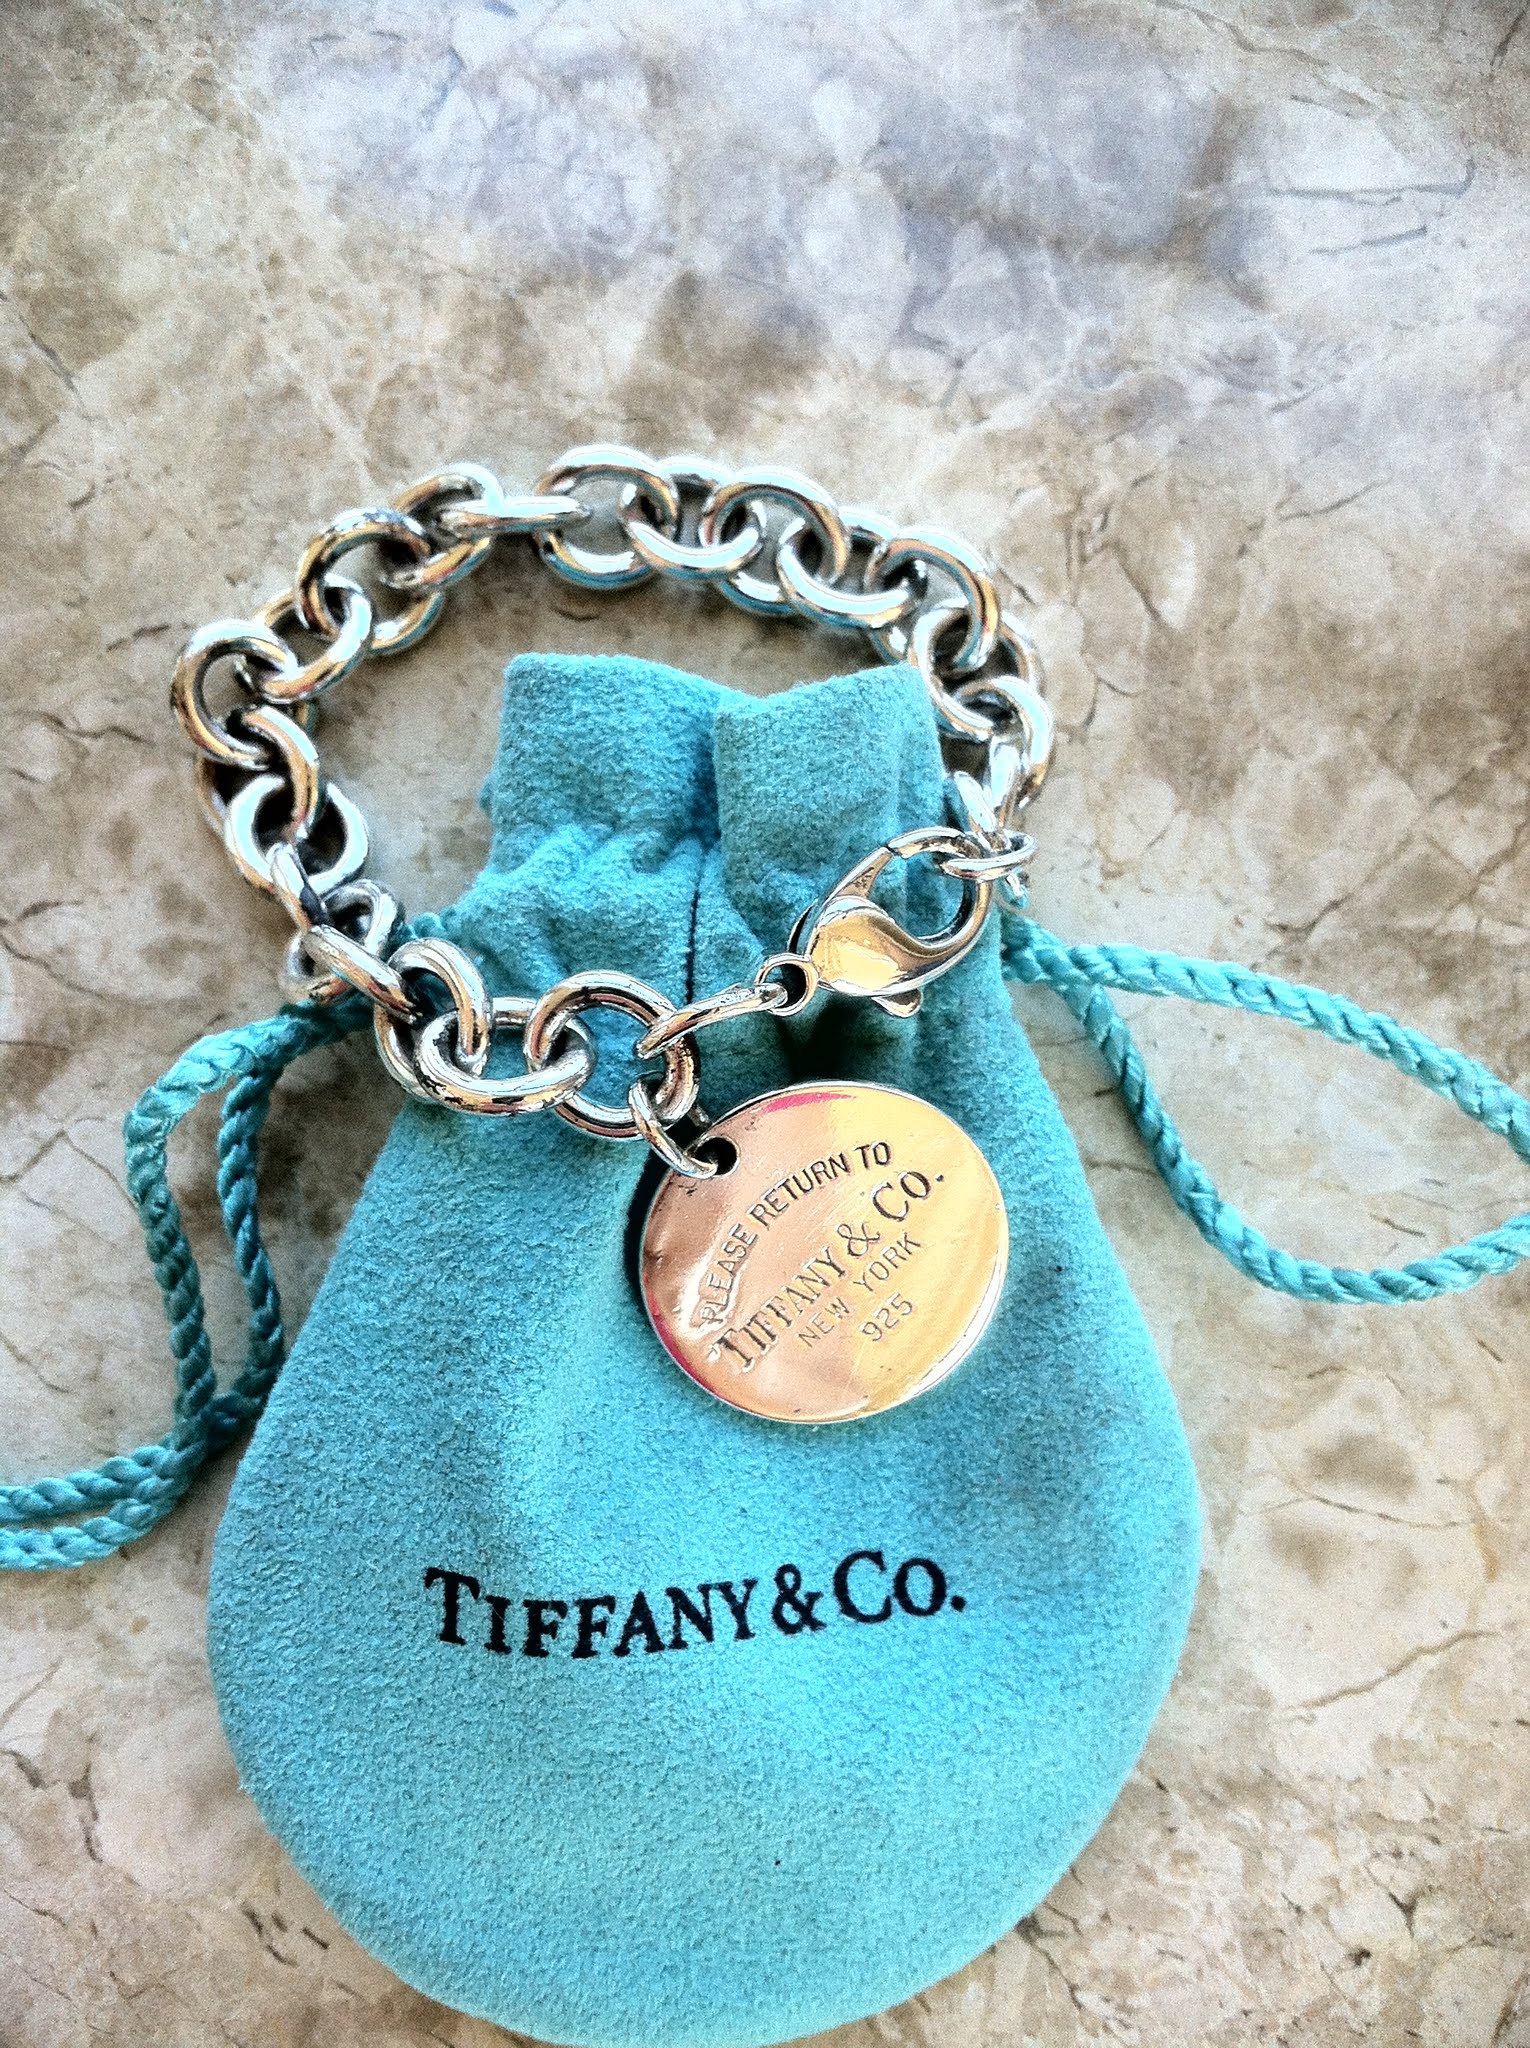 PLEASE RETURN TO
TIFFANY & CO.
NEW YORK
925
TIFFANY & CO.